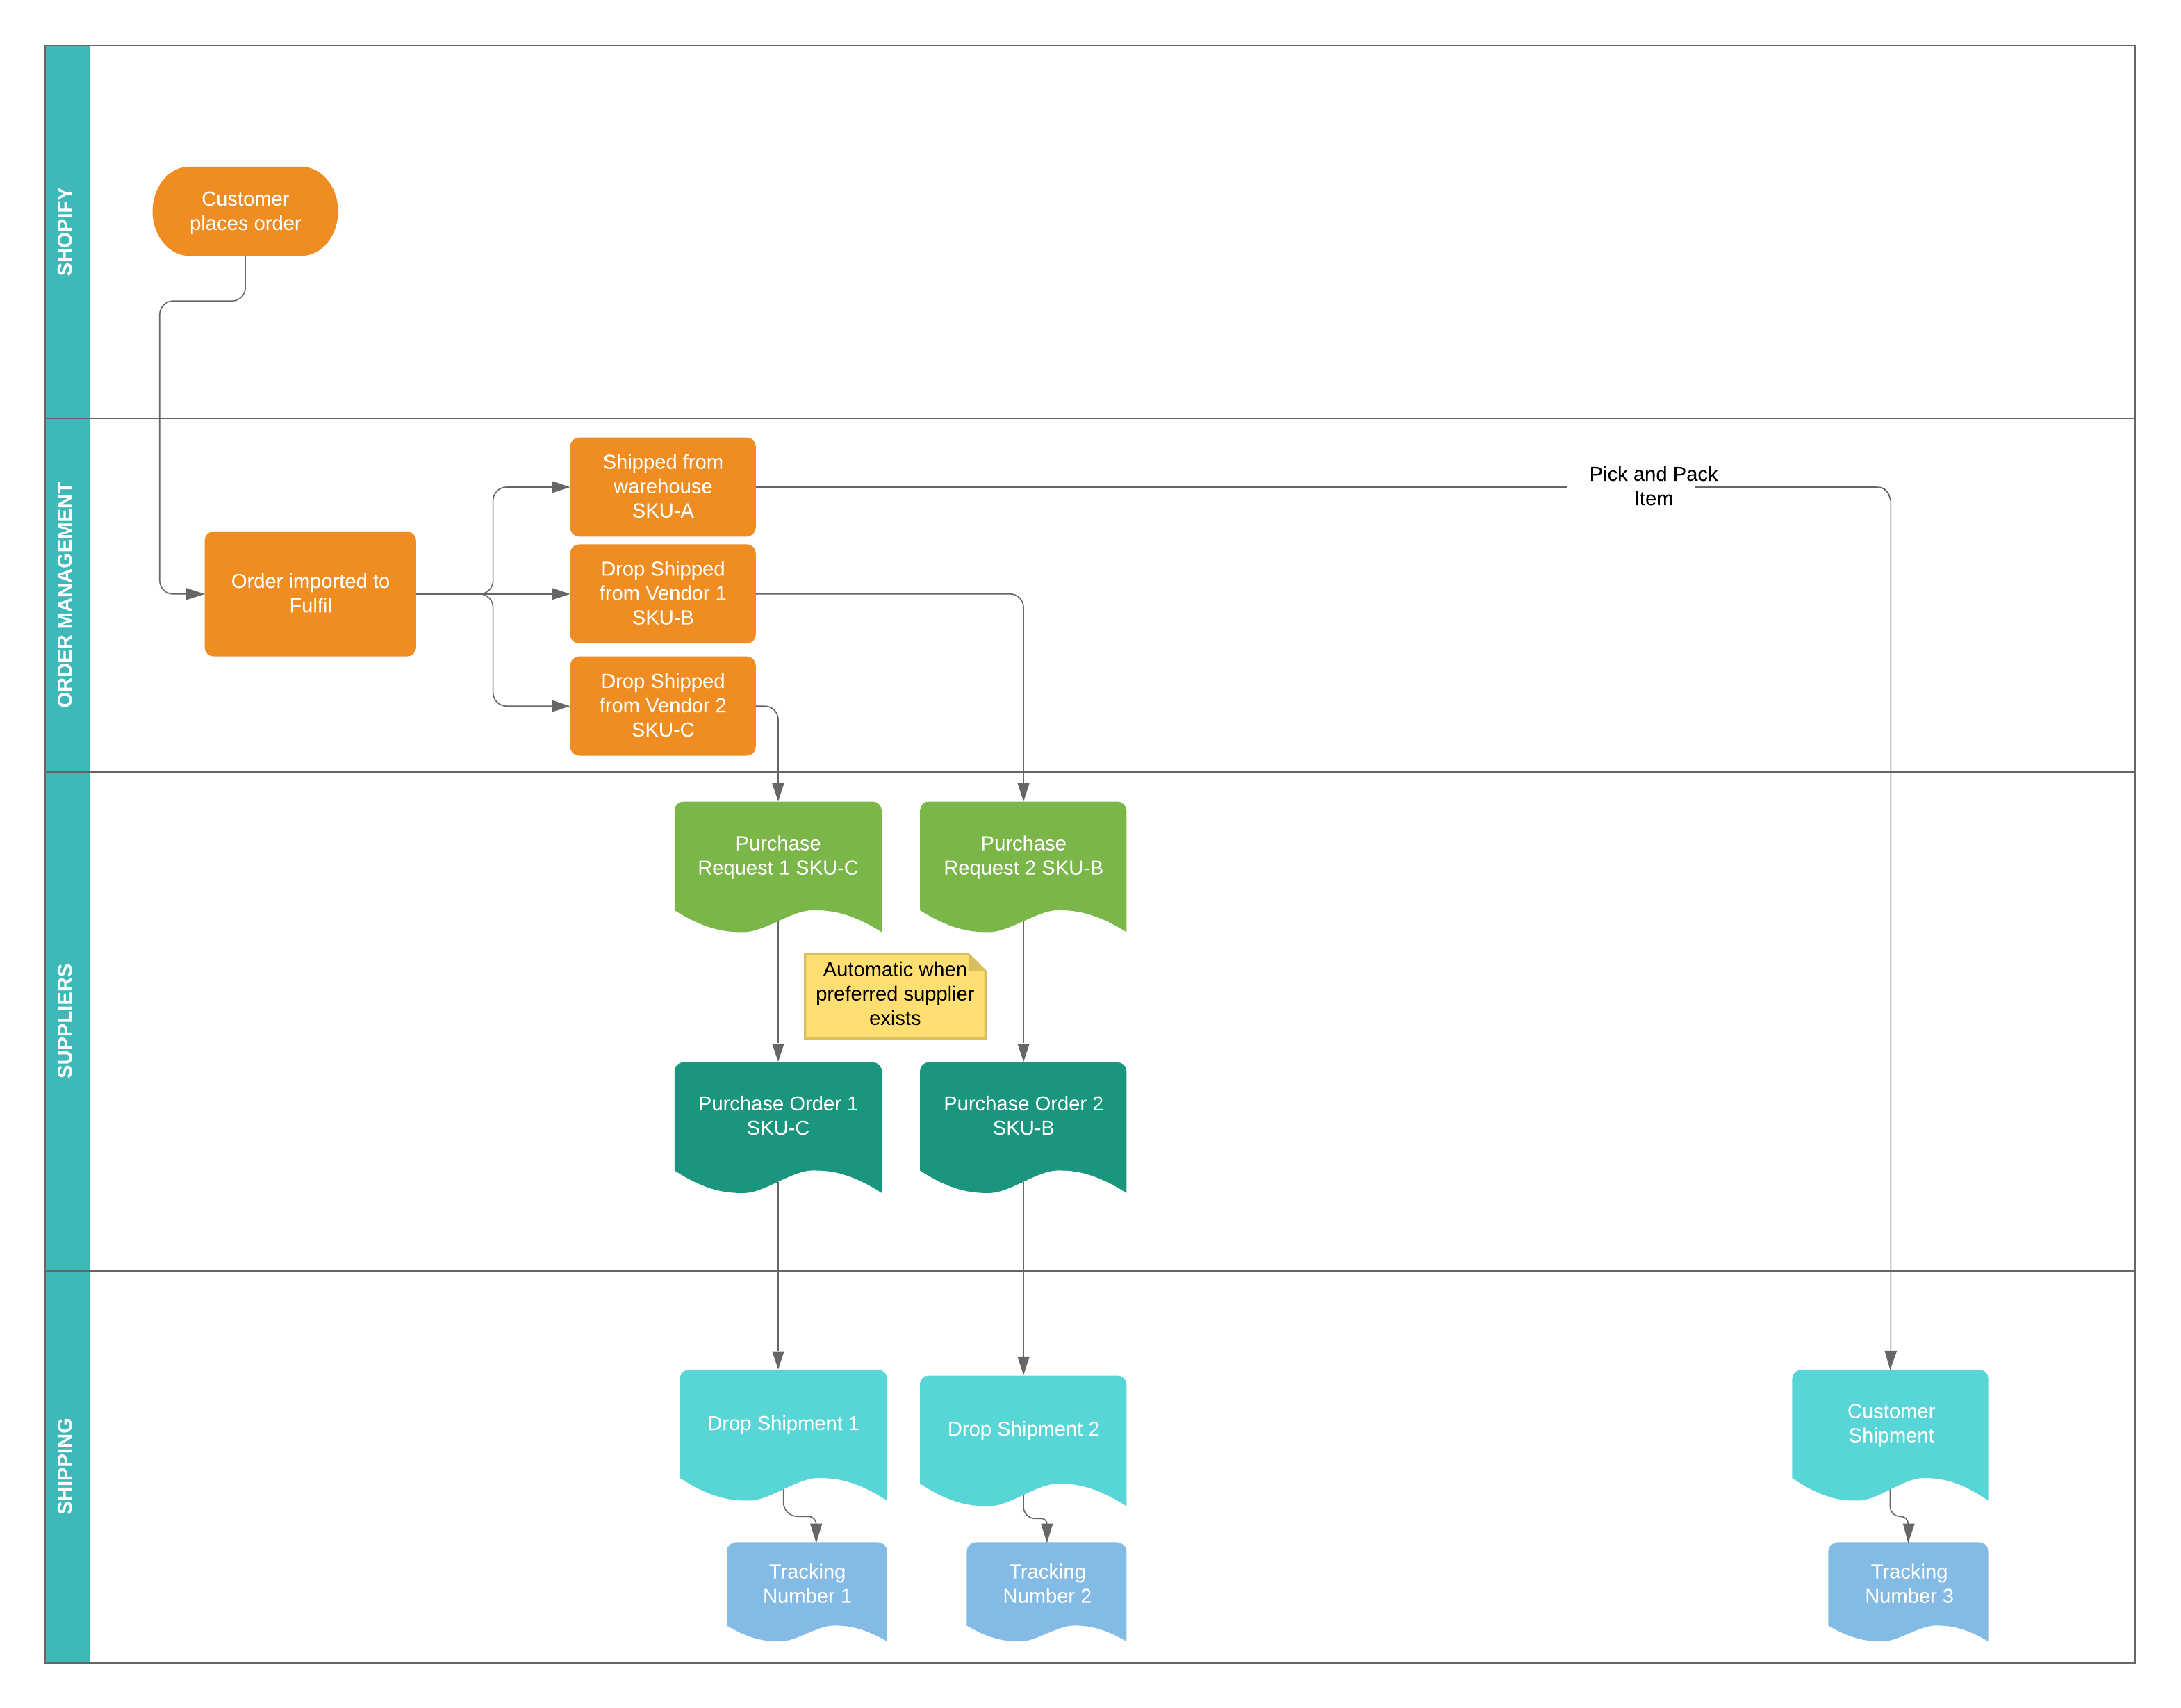 SHOPIFY
Customer
places order
ORDER MANAGEMENT
Order imported to
Fulfil
Shipped from
warehouse
SKU-A
Pick and Pack
Item
Drop Shipped
from Vendor 1
SKU-B
Drop Shipped
from Vendor 2
SKU-C
SUPPLIERS
Purchase
Request 1 SKU-C
Purchase
Request 2 SKU-B
Automatic when
preferred supplier
exists
Purchase Order 1
SKU-C
Purchase Order 2
SKU-B
SHIPPING
Drop Shipment 1
Drop Shipment 2
Customer
Shipment
Tracking
Number 1
Tracking
Number 2
Tracking
Number 3